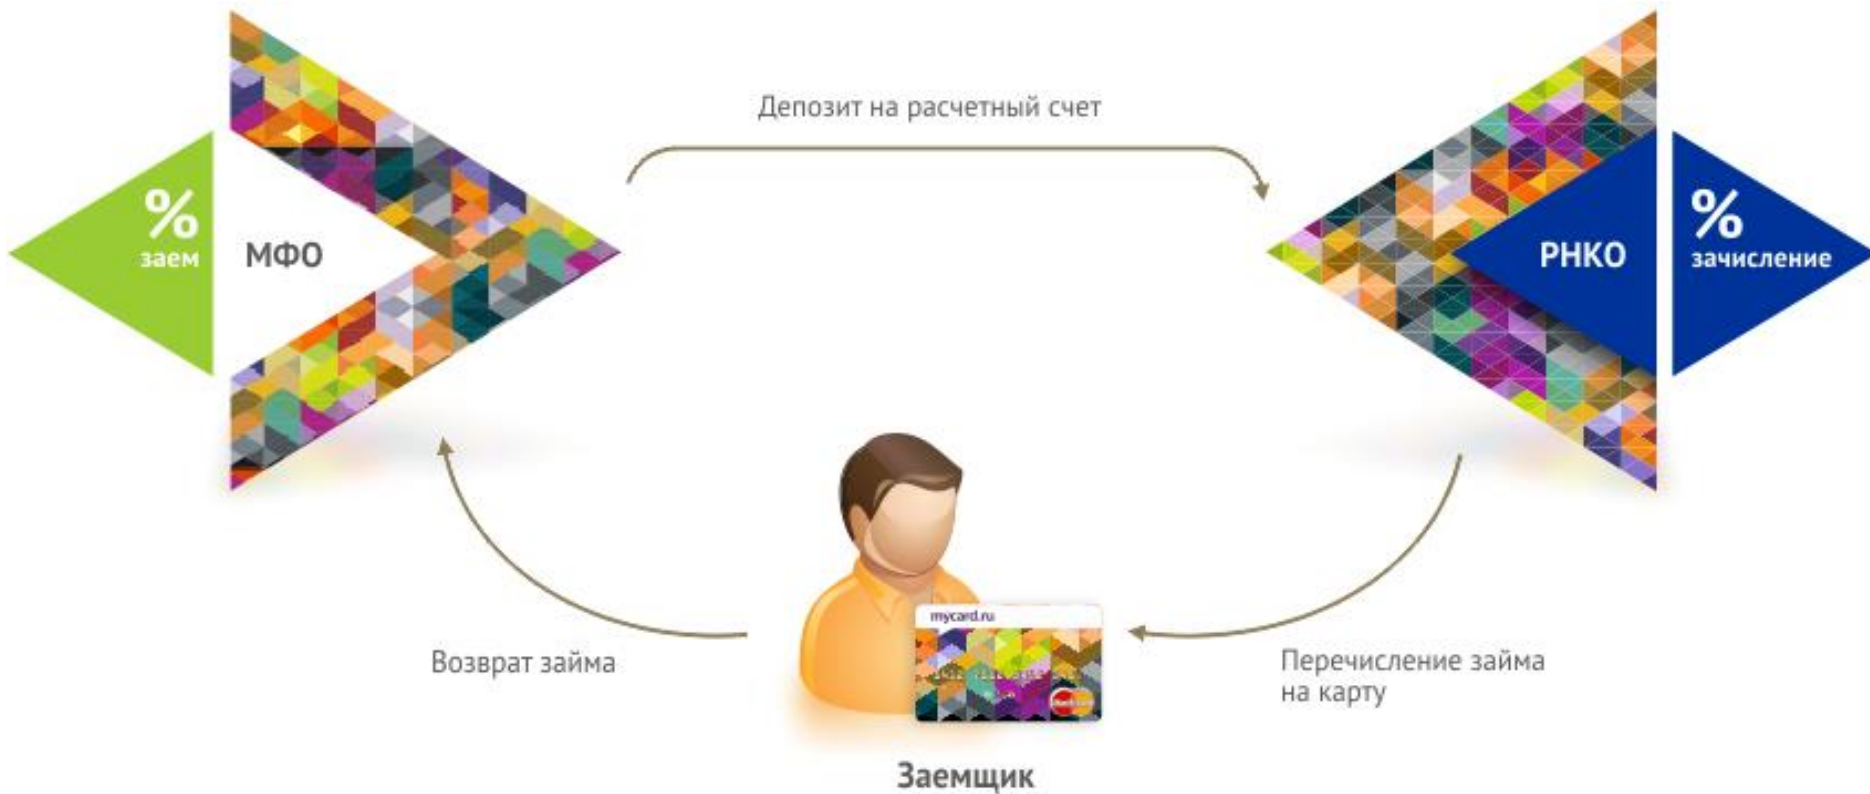 Депозит на расчетный счет
%
заем
МФО
РНКО
%
зачисление
mycard.ru
Возврат займа
Перечисление займа
на карту
Заемщик